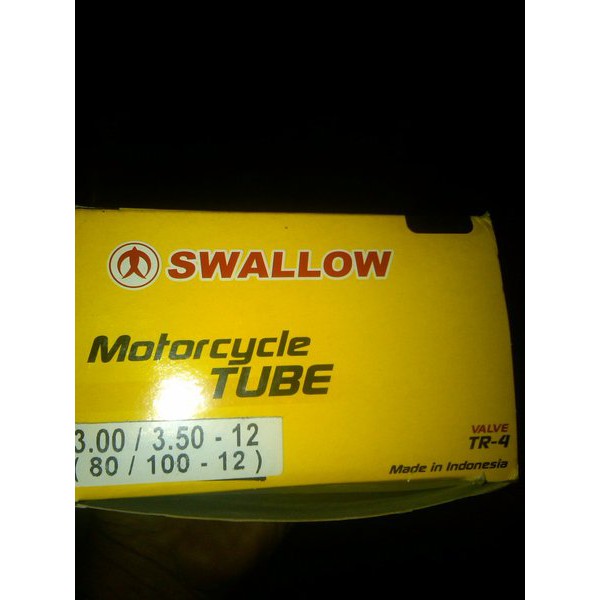 SWALLOW
Motorcycle
TUBE
3.00 / 3.50 - 12
( 80 / 100 - 12 )
VALVE
TR-4
Made in Indonesia